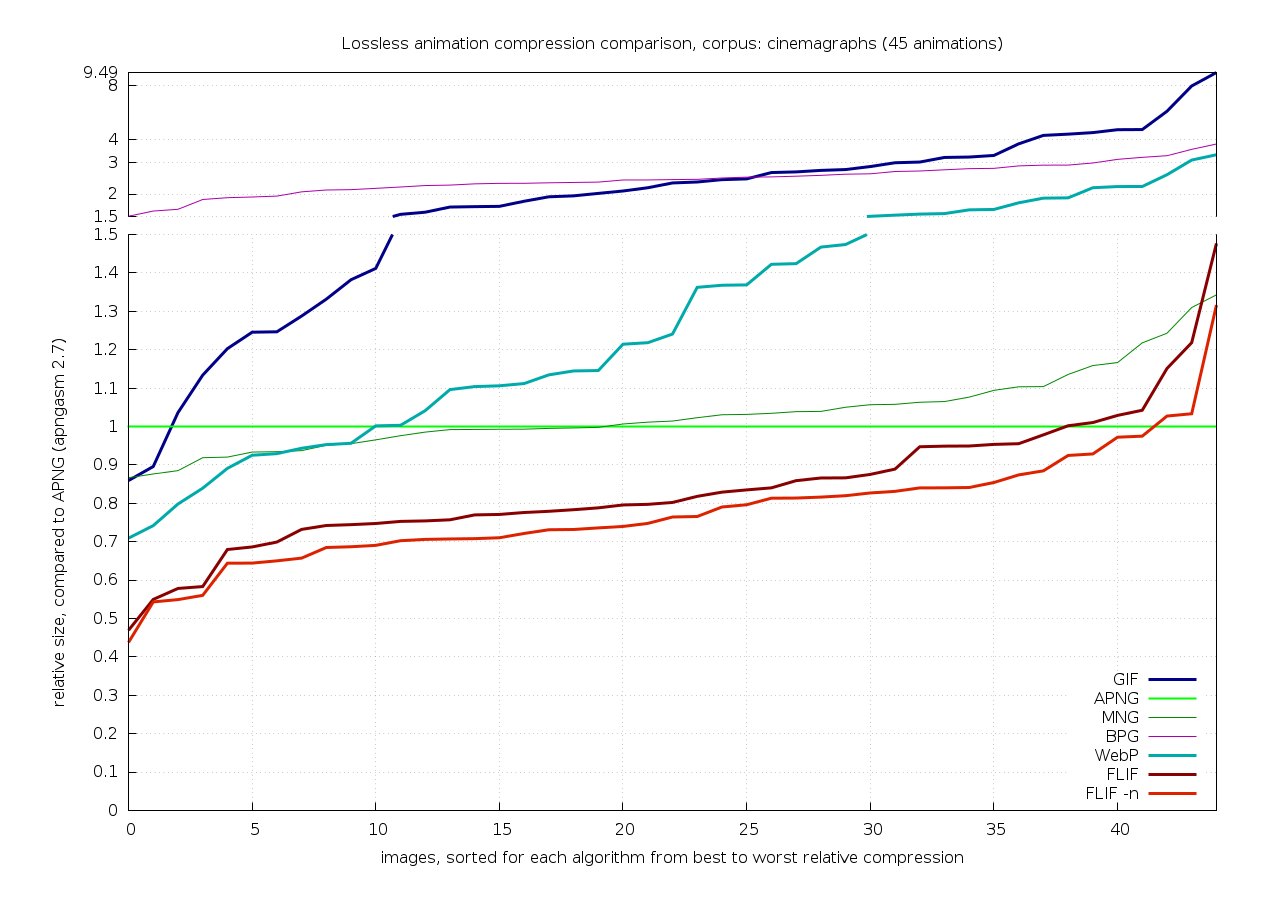 Lossless animation compression comparison, corpus: cinemagraphs (45 animations)
9.49
8
4
3
2
1.5
1.5
1.4
1.3
1.2
1.1
1
0.9
0.8
0.7
0.6
0.5
0.4
0.3
0.2
0.1
0
relative size, compared to APNG (apngasm 2.7)
GIF
APNG
MNG
BPG
WebP
FLIF
FLIF -n
0 5 10 15 20 25 30 35 40
images, sorted for each algorithm from best to worst relative compression